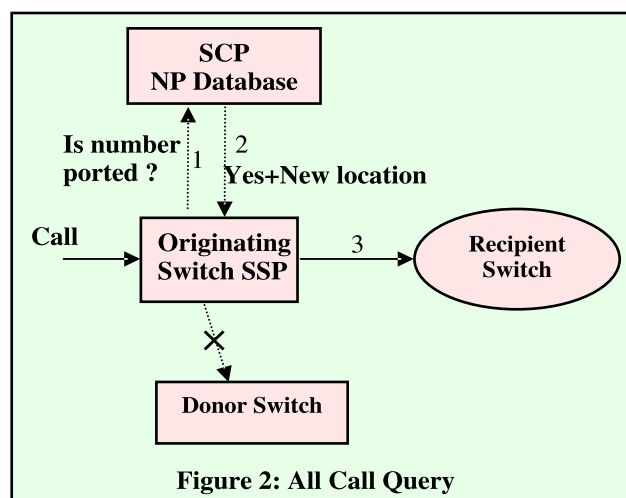 SCP
NP Database
Is number
ported ?
1
2
Yes+New location
Call
Originating
Switch SSP
3
Recipient
Switch
Donor Switch
Figure 2: All Call Query